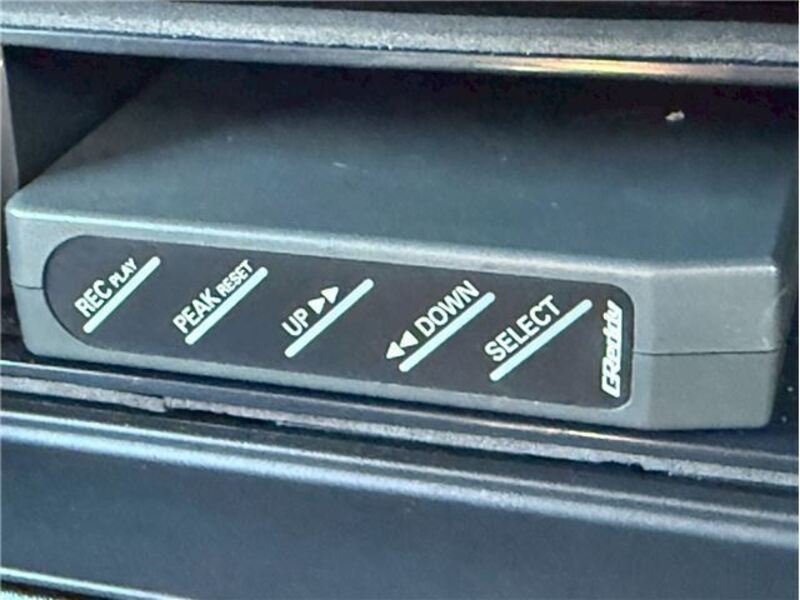 REC PLAY
PEAK RESET
UP ▶▶
◀◀ DOWN
SELECT
GReddy